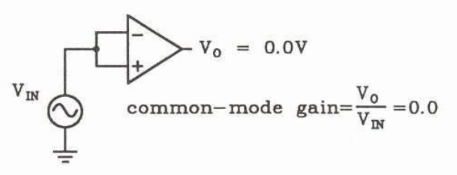 −
+
V_O = 0.0V
V_IN
common−mode gain=V_O/V_IN=0.0